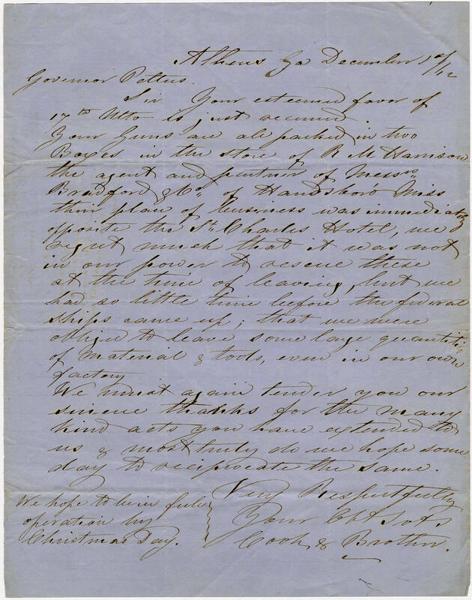 Athens Ga December 1st/62
Governor Pettus.
Sir Your esteemed favor of
17th Ulto is just received
Your Guns are all packed in two
Boxes in the store of R. M Harrison
the agent and partner of Messrs
Bradford & Co. of Handsboro Miss
their place of business was immediately
opposite the St Charles Hotel, we
regret much that it was not
in our power to rescue these
at the time of leaving, but we
had so little time before the federal
ships came up; that we were
obliged to leave some large quantities
of Material & tools, even in our own
factory
We must again tender you our
sincere thanks for the many
kind acts you have extended to
us & most truly do we hope some
day to reciprocate the same.
Very Respectfully
Your Obt Svts
Cook & Brother.
We hope to be in full
operation by
Christmas Day.